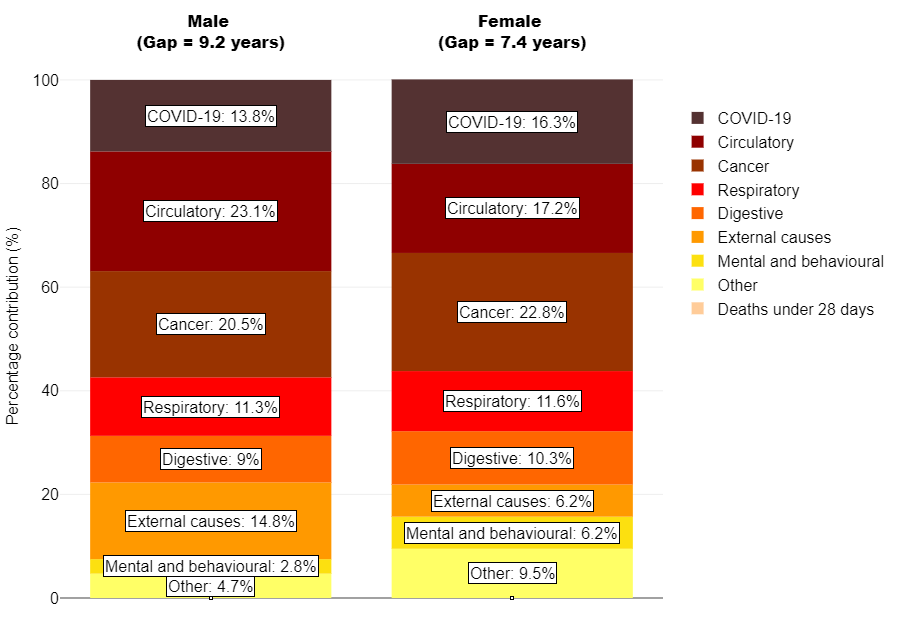 Male
(Gap = 9.2 years)
Female
(Gap = 7.4 years)
Percentage contribution (%)
100
80
60
40
20
0
COVID-19: 13.8%
Circulatory: 23.1%
Cancer: 20.5%
Respiratory: 11.3%
Digestive: 9%
External causes: 14.8%
Mental and behavioural: 2.8%
Other: 4.7%
COVID-19: 16.3%
Circulatory: 17.2%
Cancer: 22.8%
Respiratory: 11.6%
Digestive: 10.3%
External causes: 6.2%
Mental and behavioural: 6.2%
Other: 9.5%
COVID-19
Circulatory
Cancer
Respiratory
Digestive
External causes
Mental and behavioural
Other
Deaths under 28 days